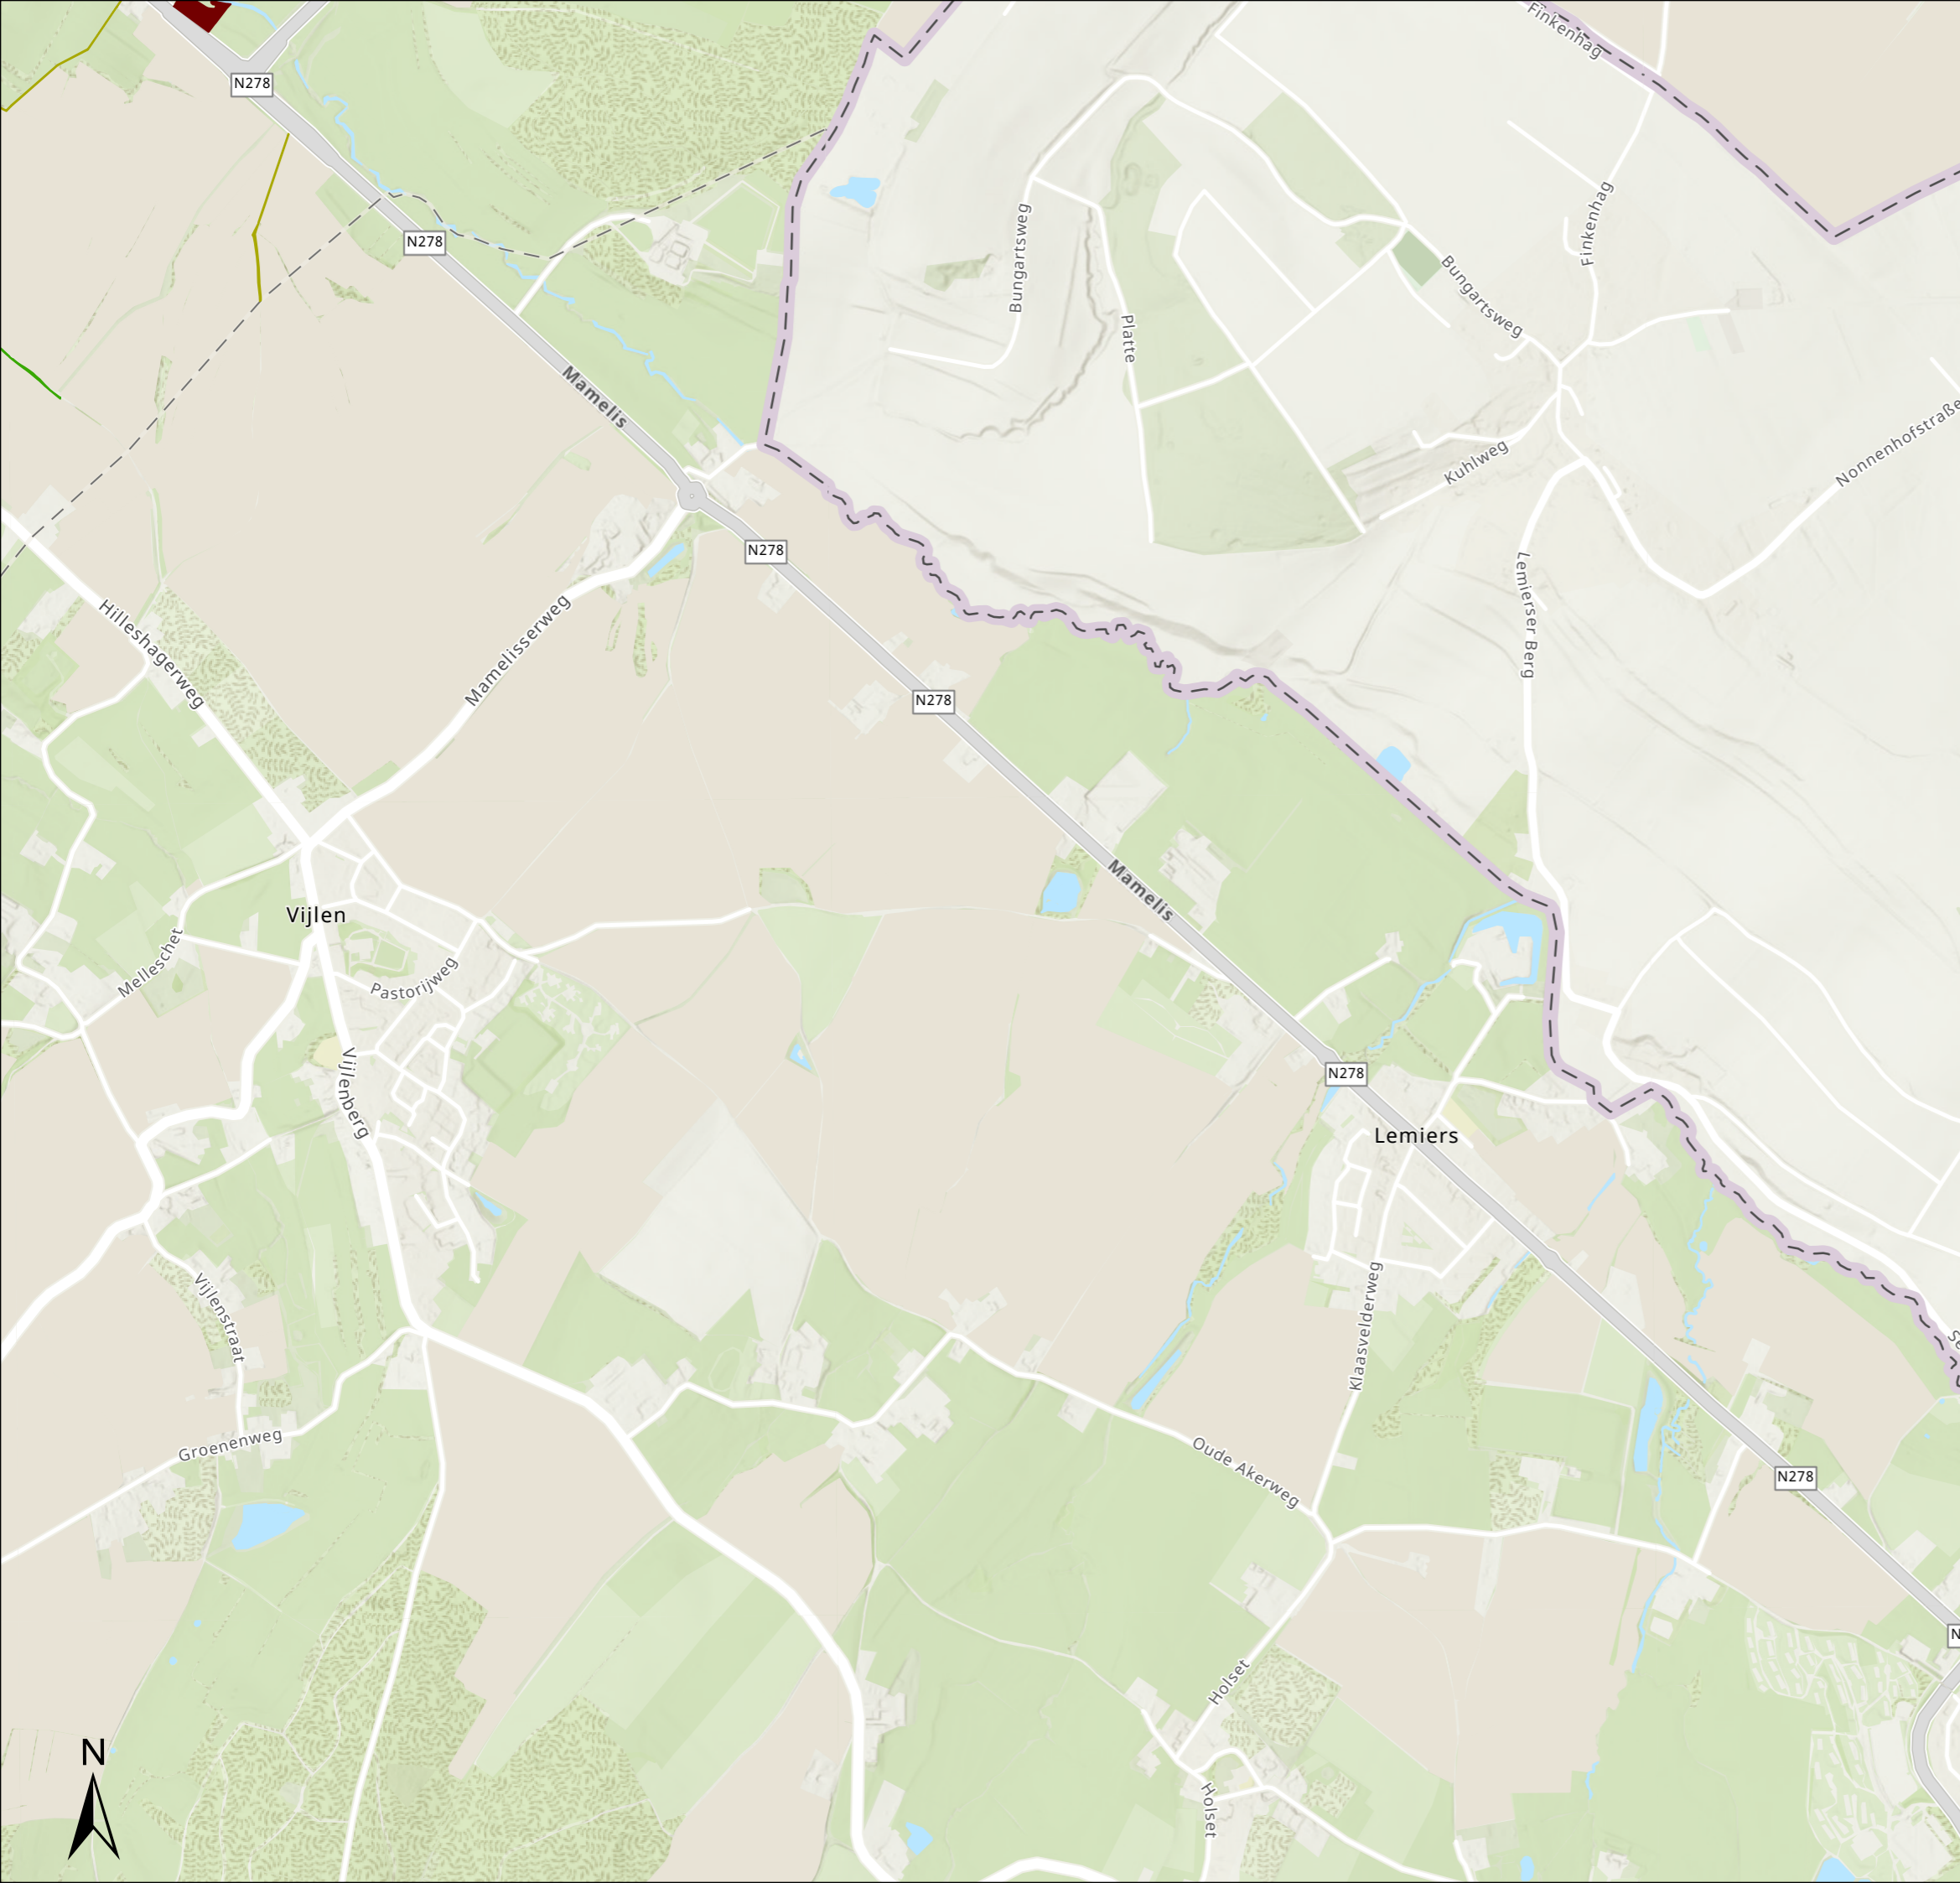 Finkenhag
N278
Finkenhag
Bungartsweg
N278
Bungartsweg
Platte
Mamelis
Kuhlweg
Nonnenhofstraße
N278
Lemierser Berg
Hilleshagerweg
Mamelisserweg
N278
Mamelis
Vijlen
Melleschet
Pastorijweg
N278
Vijlenberg
Lemiers
Vijlenstraat
Klaasvelderweg
Groenenweg
Oude Akerweg
N278
Holset
N
Holset